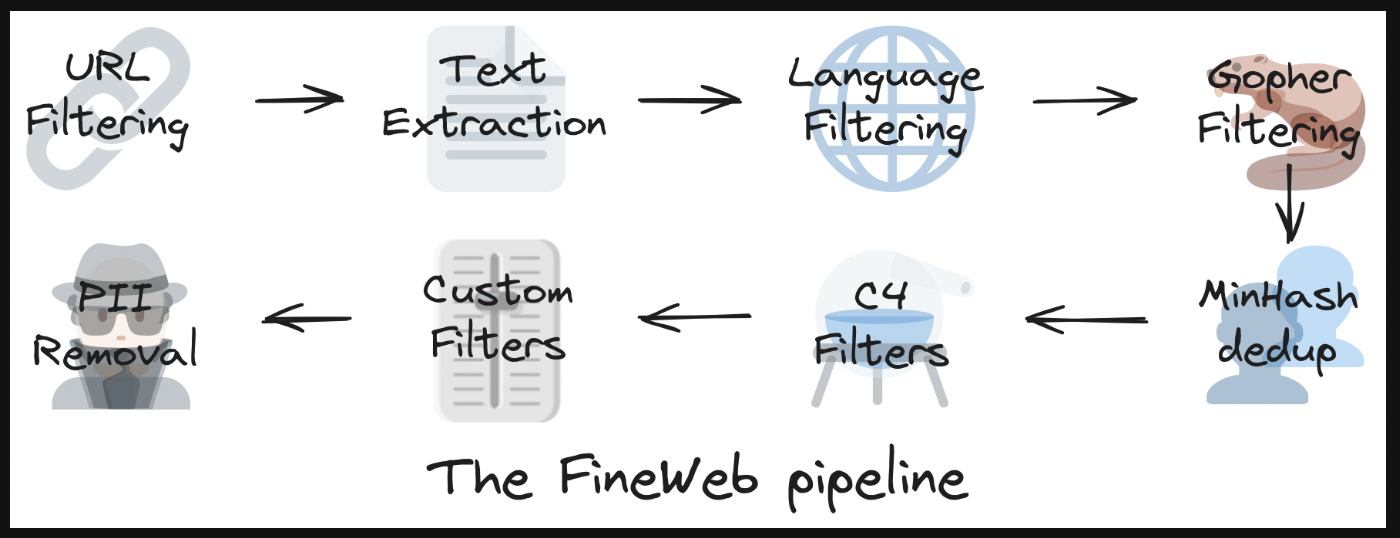 URL
Filtering
Text
Extraction
Language
Filtering
Gopher
Filtering
MinHash
dedup
C4
Filters
Custom
Filters
PII
Removal
The FineWeb pipeline